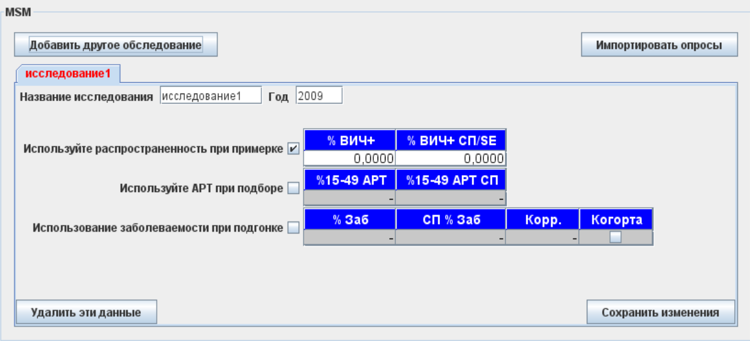 MSM
Добавить другое обследование Импортировать опросы
исследование1
Название исследования исследование1 Год 2009
% ВИЧ+ % ВИЧ+ СП/SE
Используйте распространенность при примерке 0,0000 0,0000
%15-49 АРТ %15-49 АРТ СП
Используйте АРТ при подборе - -
% Заб СП % Заб Корр. Когорта
Использование заболеваемости при подгонке - - -
Удалить эти данные Сохранить изменения